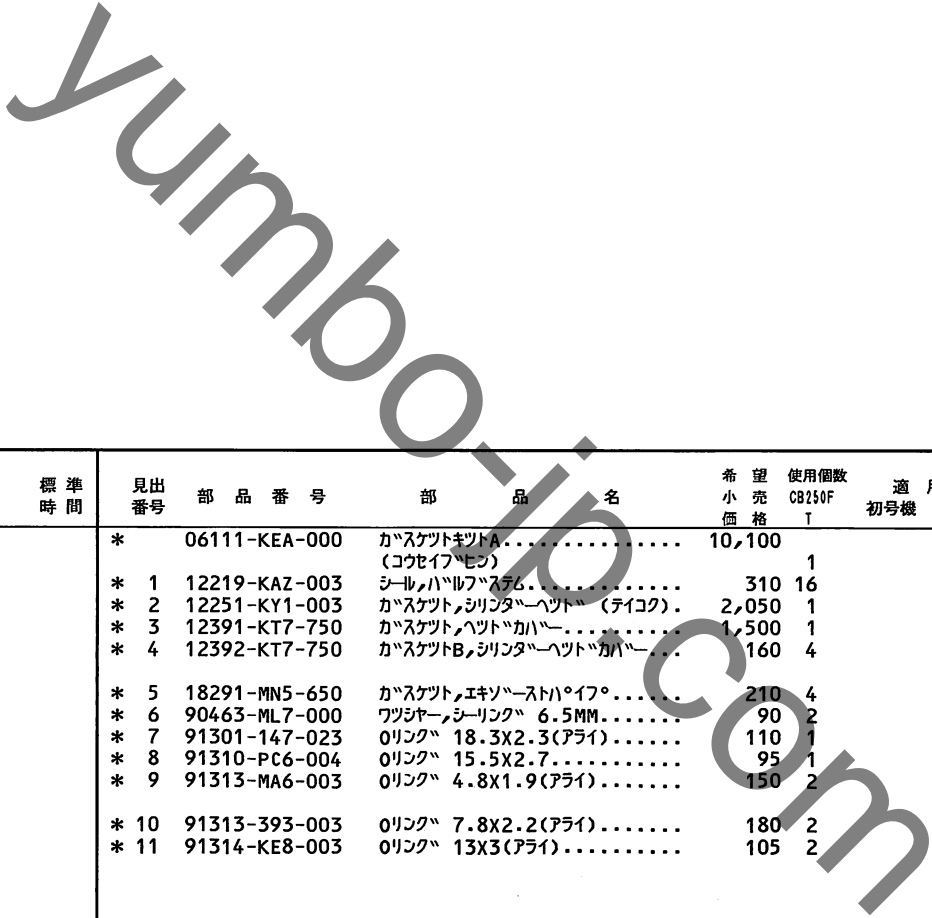 yumbo-jp.com
標準時間 見出番号 部品番号 部品名 希望小売価格 使用個数 CB250F T 適 初号機
* 06111-KEA-000 ガスケツトキツトA............... 10,100
(コウセイブヒン) 1
* 1 12219-KAZ-003 シール,バルブステム.............. 310 16
* 2 12251-KY1-003 ガスケツト,シリンダーヘツド (テイコク). 2,050 1
* 3 12391-KT7-750 ガスケツト,ヘツドカバー.......... 1,500 1
* 4 12392-KT7-750 ガスケツトB,シリンダーヘツドカバー... 160 4
* 5 18291-MN5-650 ガスケツト,エキゾーストパイプ...... 210 4
* 6 90463-ML7-000 ワツシヤー,シーリング 6.5MM....... 90 2
* 7 91301-147-023 Oリング 18.3X2.3(アライ)...... 110 1
* 8 91310-PC6-004 Oリング 15.5X2.7........... 95 1
* 9 91313-MA6-003 Oリング 4.8X1.9(アライ)....... 150 2
* 10 91313-393-003 Oリング 7.8X2.2(アライ)....... 180 2
* 11 91314-KE8-003 Oリング 13X3(アライ).......... 105 2